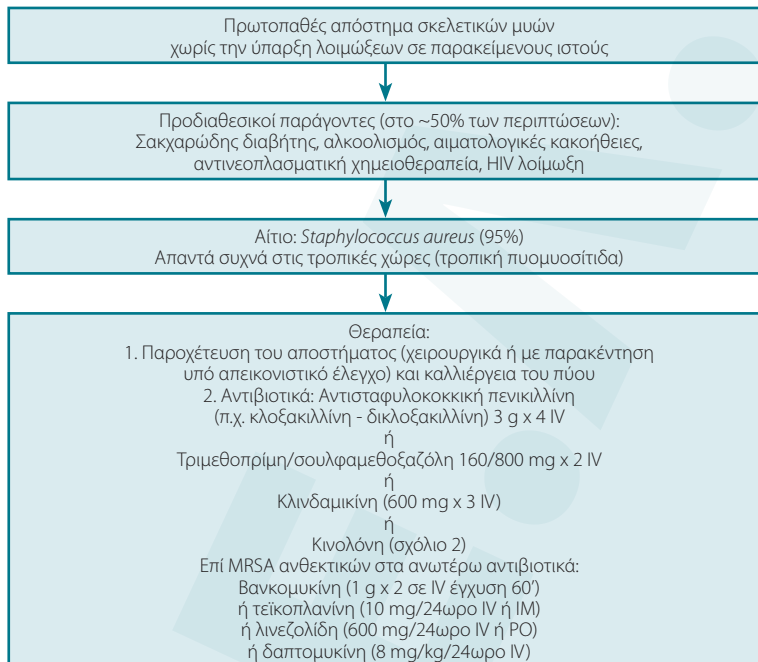 Πρωτοπαθές απόστημα σκελετικών μυών
χωρίς την ύπαρξη λοιμώξεων σε παρακείμενους ιστούς
Προδιαθεσικοί παράγοντες (στο ~50% των περιπτώσεων):
Σακχαρώδης διαβήτης, αλκοολισμός, αιματολογικές κακοήθειες,
αντινεοπλασματική χημειοθεραπεία, HIV λοίμωξη
Αίτιο: Staphylococcus aureus (95%)
Απαντά συχνά στις τροπικές χώρες (τροπική πυομυοσίτιδα)
Θεραπεία:
1. Παροχέτευση του αποστήματος (χειρουργικά ή με παρακέντηση
υπό απεικονιστικό έλεγχο) και καλλιέργεια του πύου
2. Αντιβιοτικά: Αντισταφυλοκοκκική πενικιλλίνη
(π.χ. κλοξακιλλίνη - δικλοξακιλλίνη) 3 g x 4 IV
ή
Τριμεθοπρίμη/σουλφαμεθοξαζόλη 160/800 mg x 2 IV
ή
Κλινδαμικίνη (600 mg x 3 IV)
ή
Κινολόνη (σχόλιο 2)
Επί MRSA ανθεκτικών στα ανωτέρω αντιβιοτικά:
Βανκομυκίνη (1 g x 2 σε IV έγχυση 60')
ή τεϊκοπλανίνη (10 mg/24ωρο IV ή IM)
ή λινεζολίδη (600 mg/24ωρο IV ή PO)
ή δαπτομυκίνη (8 mg/kg/24ωρο IV)